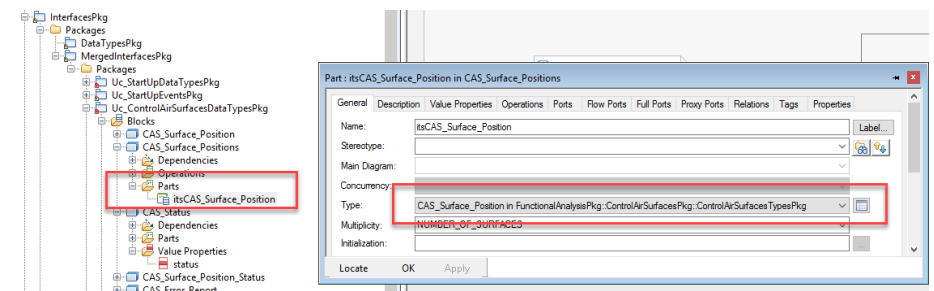 InterfacesPkg
Packages
DataTypesPkg
MergedInterfacesPkg
Packages
Uc_StartUpDataTypesPkg
Uc_StartUpEventsPkg
Uc_ControlAirSurfacesDataTypesPkg
Blocks
CAS_Surface_Position
CAS_Surface_Positions
Dependencies
Operations
Parts
itsCAS_Surface_Position
CAS_Status
Dependencies
Parts
Value Properties
status
CAS_Surface_Position_Status
CAS_Error_Report
Part : itsCAS_Surface_Position in CAS_Surface_Positions
General Description Value Properties Operations Ports Flow Ports Full Ports Proxy Ports Relations Tags Properties
Name: itsCAS_Surface_Position Label...
Stereotype:
Main Diagram:
Concurrency:
Type: CAS_Surface_Position in FunctionalAnalysisPkg::ControlAirSurfacesPkg::ControlAirSurfacesTypesPkg
Multiplicity: NUMBER_OF_SURFACES
Initialization: ...
Locate OK Apply